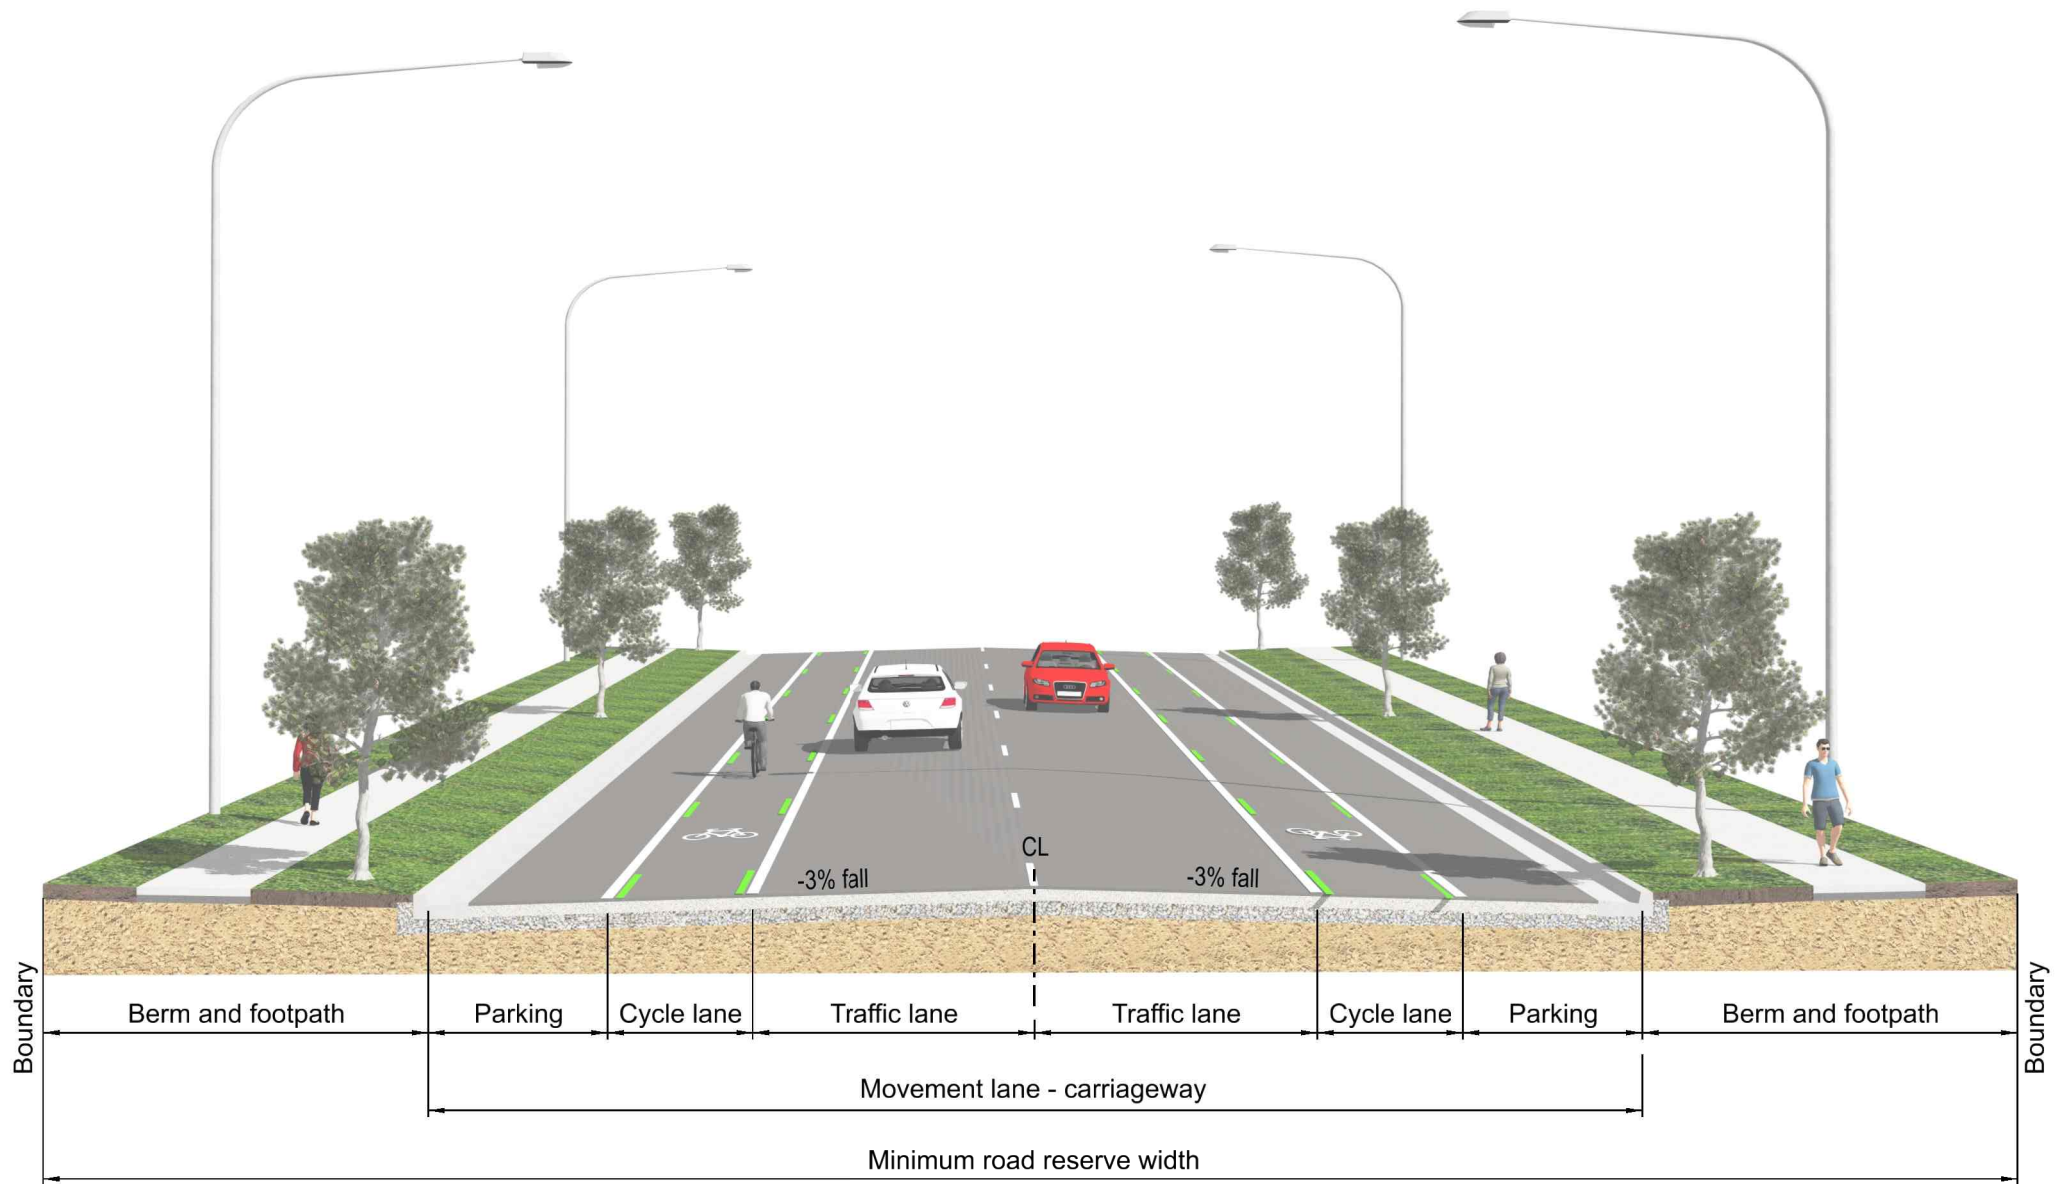 CL
-3% fall
-3% fall
Boundary
Berm and footpath
Parking
Cycle lane
Traffic lane
Traffic lane
Cycle lane
Parking
Berm and footpath
Boundary
Movement lane - carriageway
Minimum road reserve width